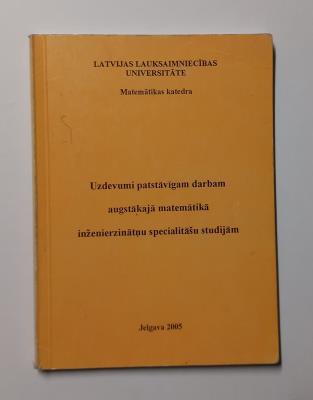 LATVIJAS LAUKSAIMNIECĪBAS
UNIVERSITĀTE
Matemātikas katedra
Uzdevumi patstāvīgam darbam
augstākajā matemātikā
inženierzinātņu specialitāšu studijām
Jelgava 2005